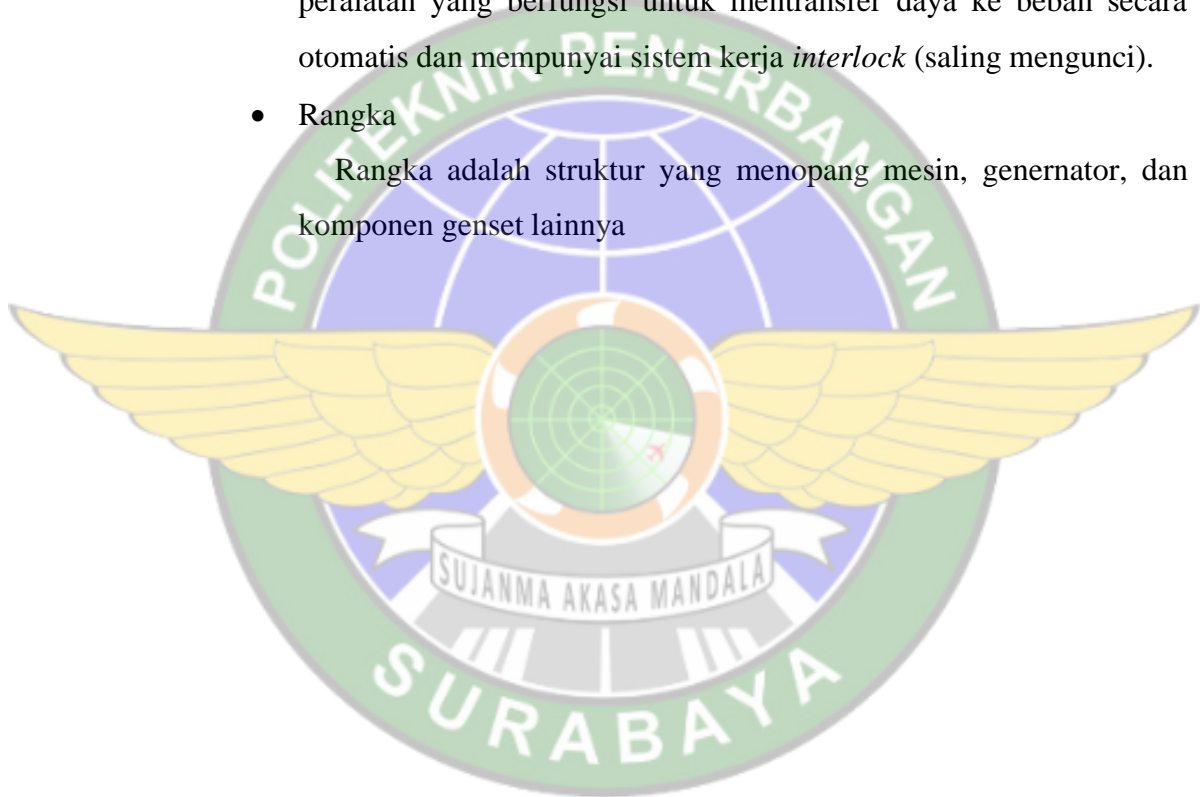 peralatan yang berfungsi untuk mentransfer daya ke beban secara
otomatis dan mempunyai sistem kerja interlock (saling mengunci).
• Rangka
Rangka adalah struktur yang menopang mesin, genernator, dan
komponen genset lainnya
POLITEKNIK PENERBANGAN
SUJANMA AKASA MANDALA
SURABAYA